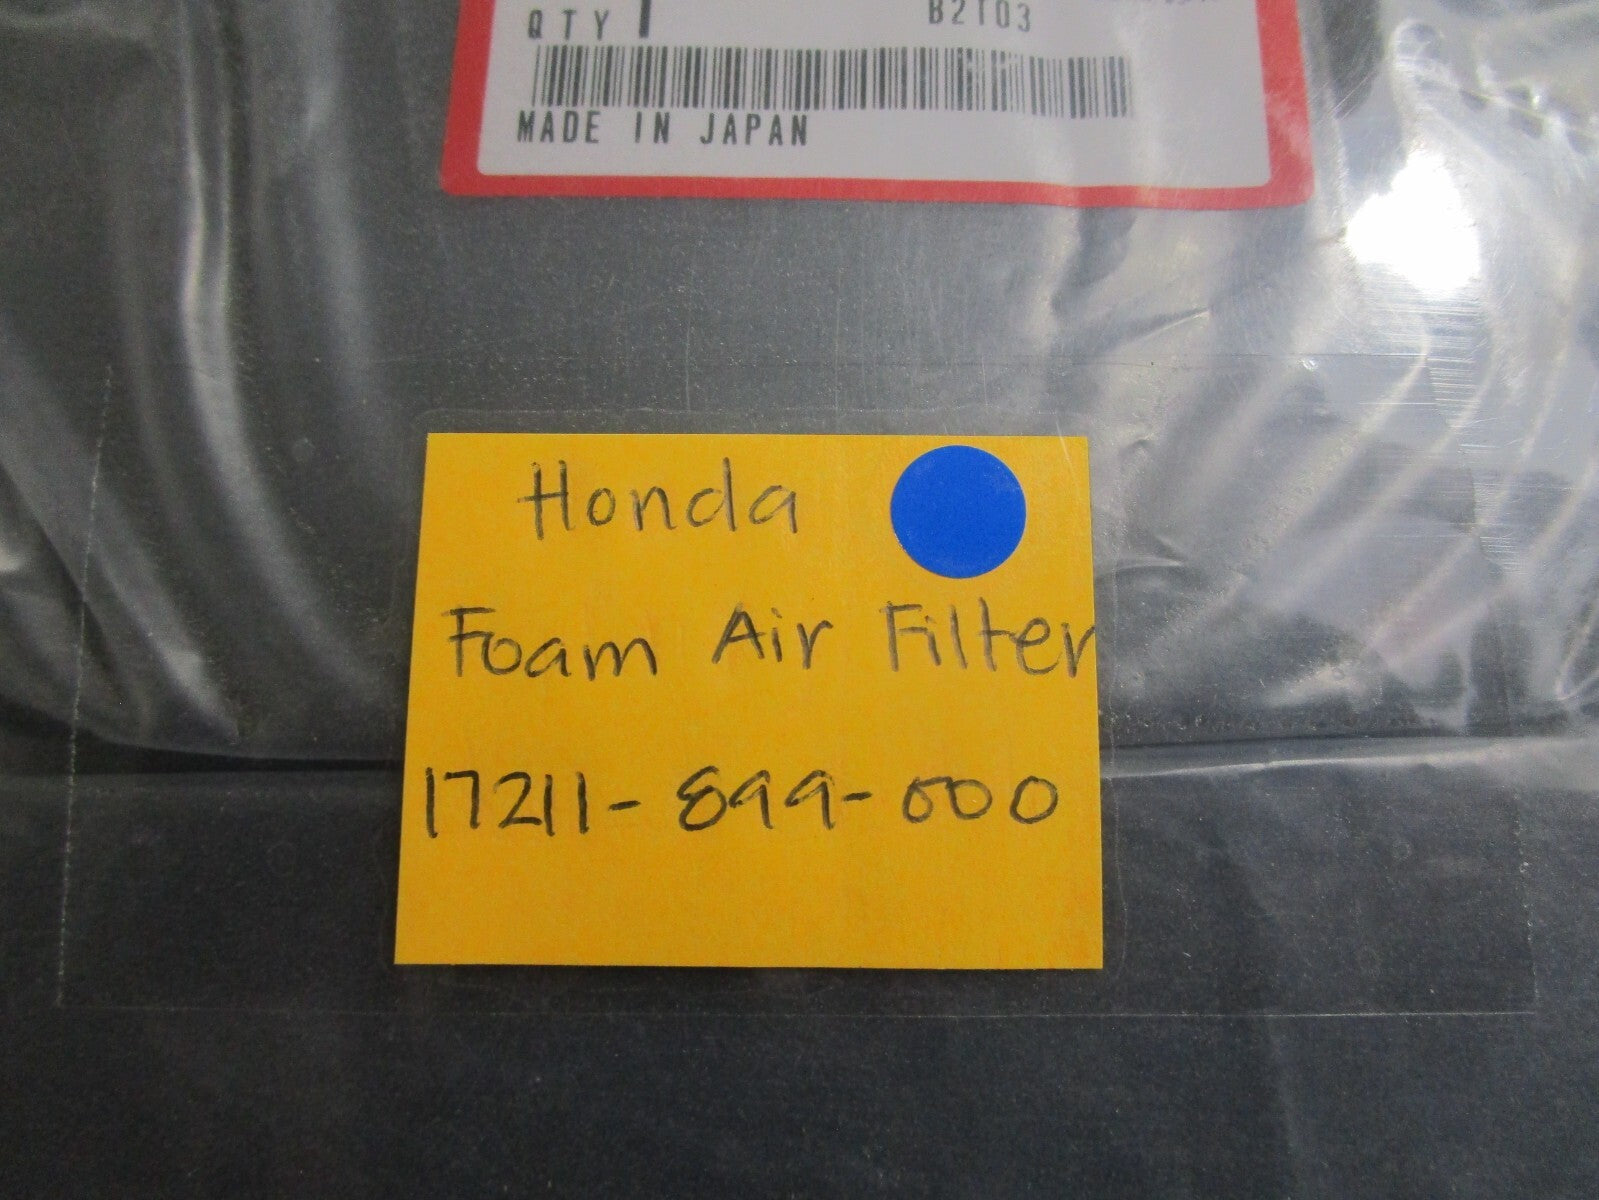 QTY 1 B2T03
MADE IN JAPAN
Honda
Foam Air Filter
17211-899-000